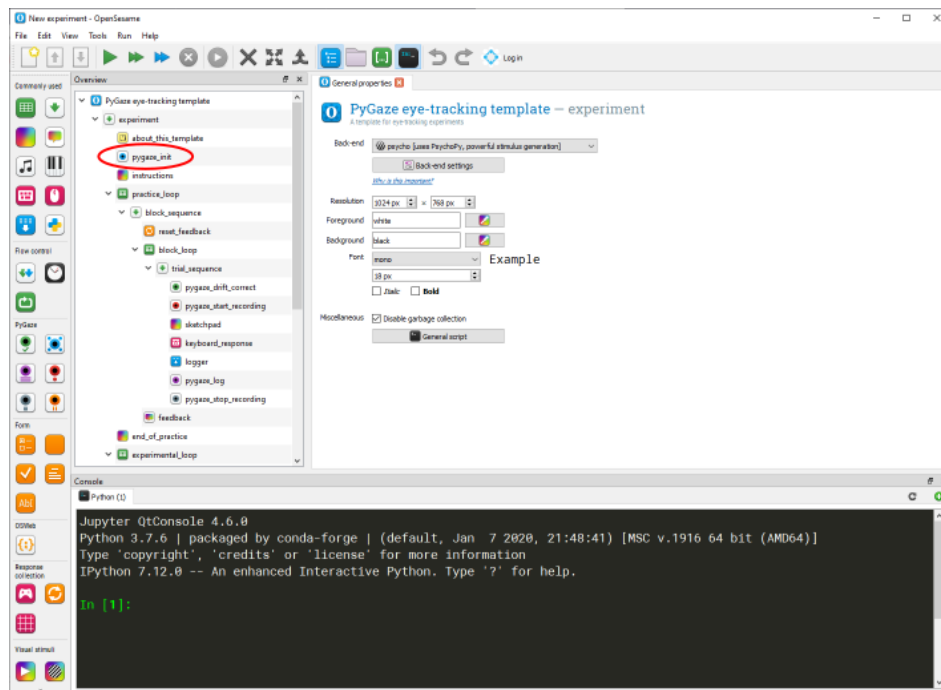 New experiment - OpenSesame
File Edit View Tools Run Help
Log in
Commonly used
Flow control
PyGaze
Form
OSWeb
Response collection
Visual stimuli
Overview
PyGaze eye-tracking template
experiment
about_this_template
pygaze_init
instructions
practice_loop
block_sequence
reset_feedback
block_loop
trial_sequence
pygaze_drift_correct
pygaze_start_recording
sketchpad
keyboard_response
logger
pygaze_log
pygaze_stop_recording
feedback
end_of_practice
experimental_loop
General properties
PyGaze eye-tracking template — experiment
A template for eye-tracking experiments
Back-end psycho [uses PsychoPy, powerful stimulus generation]
Back-end settings
Why is this important?
Resolution 1024 px × 768 px
Foreground white
Background black
Font mono Example
18 px
Italic Bold
Miscellaneous Disable garbage collection
General script
Console
Python (1)
Jupyter QtConsole 4.6.0
Python 3.7.6 | packaged by conda-forge | (default, Jan  7 2020, 21:48:41) [MSC v.1916 64 bit (AMD64)]
Type 'copyright', 'credits' or 'license' for more information
IPython 7.12.0 -- An enhanced Interactive Python. Type '?' for help.
In [1]: